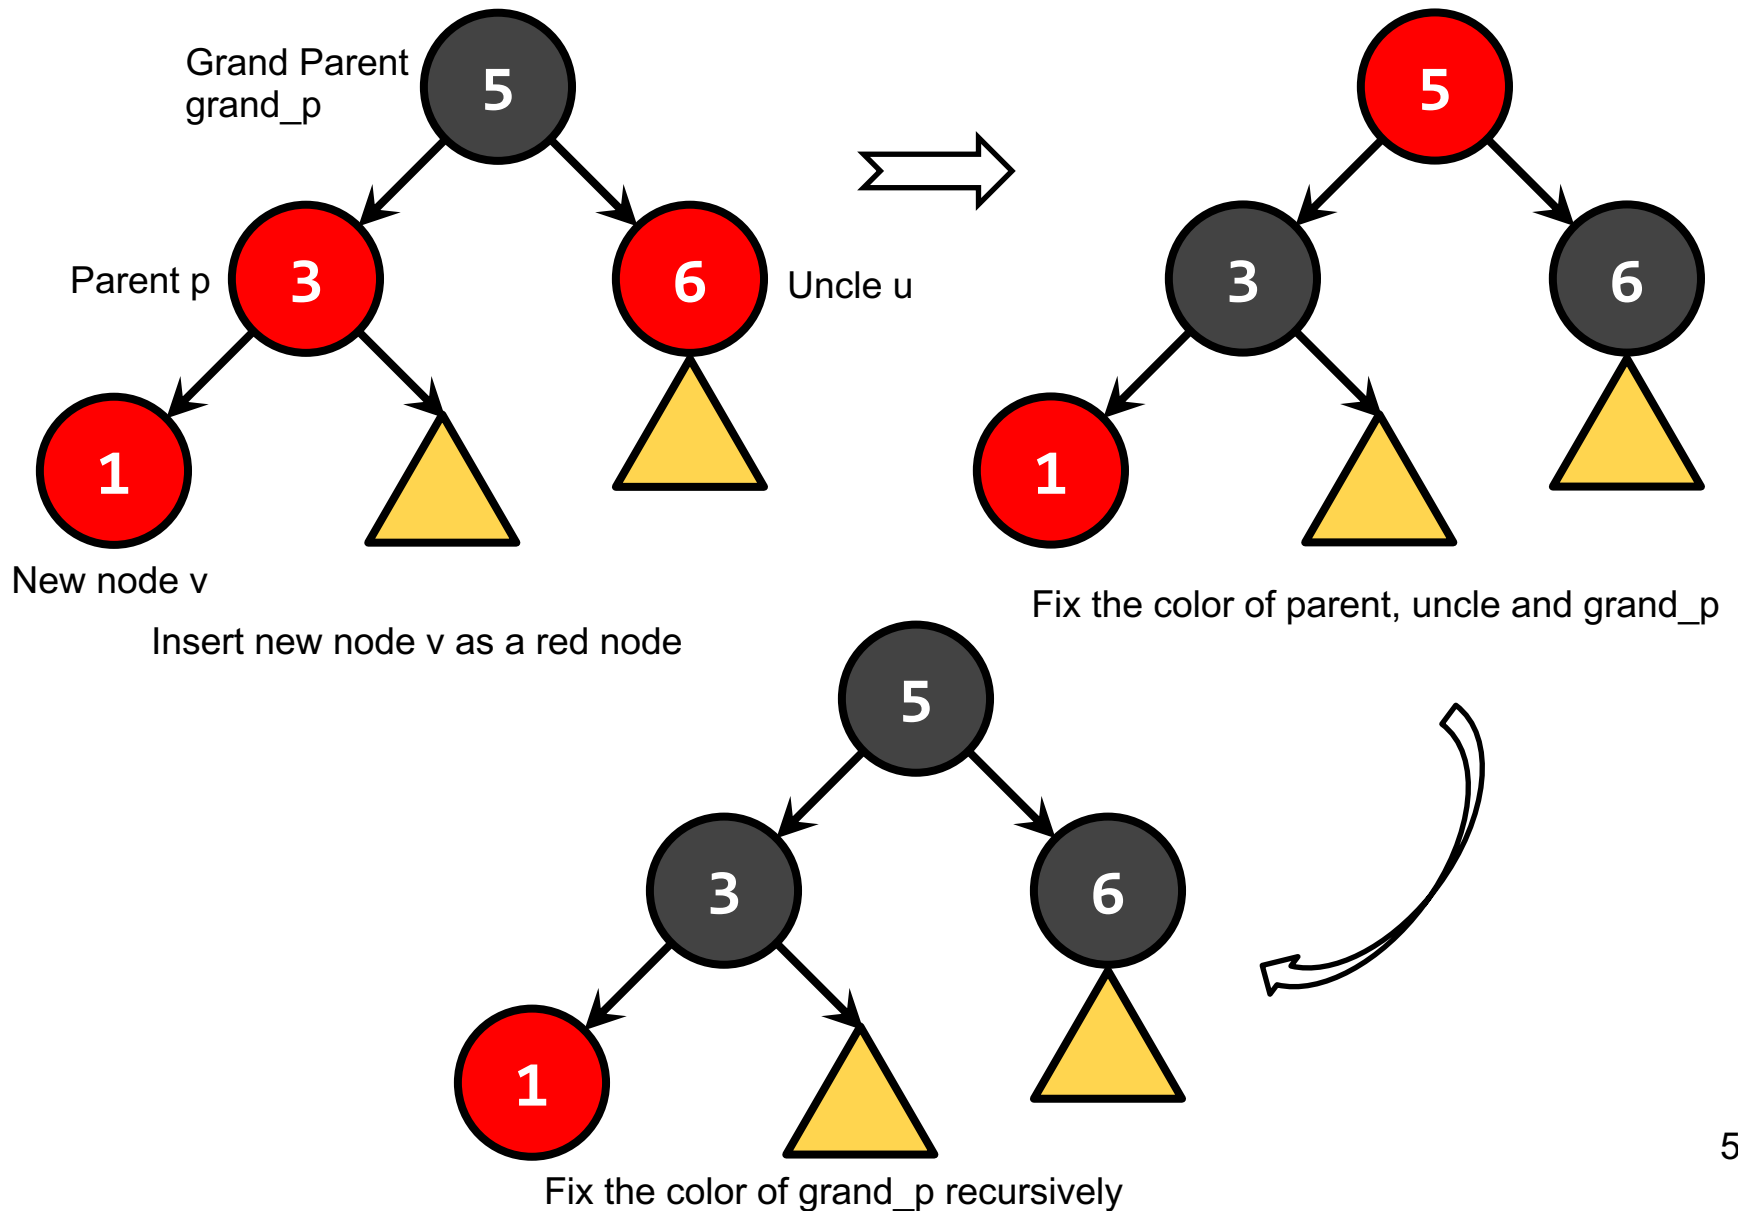 Grand Parent
grand_p
5
Parent p
3
6
Uncle u
1
New node v
Insert new node v as a red node
5
3
6
1
Fix the color of parent, uncle and grand_p
5
3
6
1
Fix the color of grand_p recursively
5